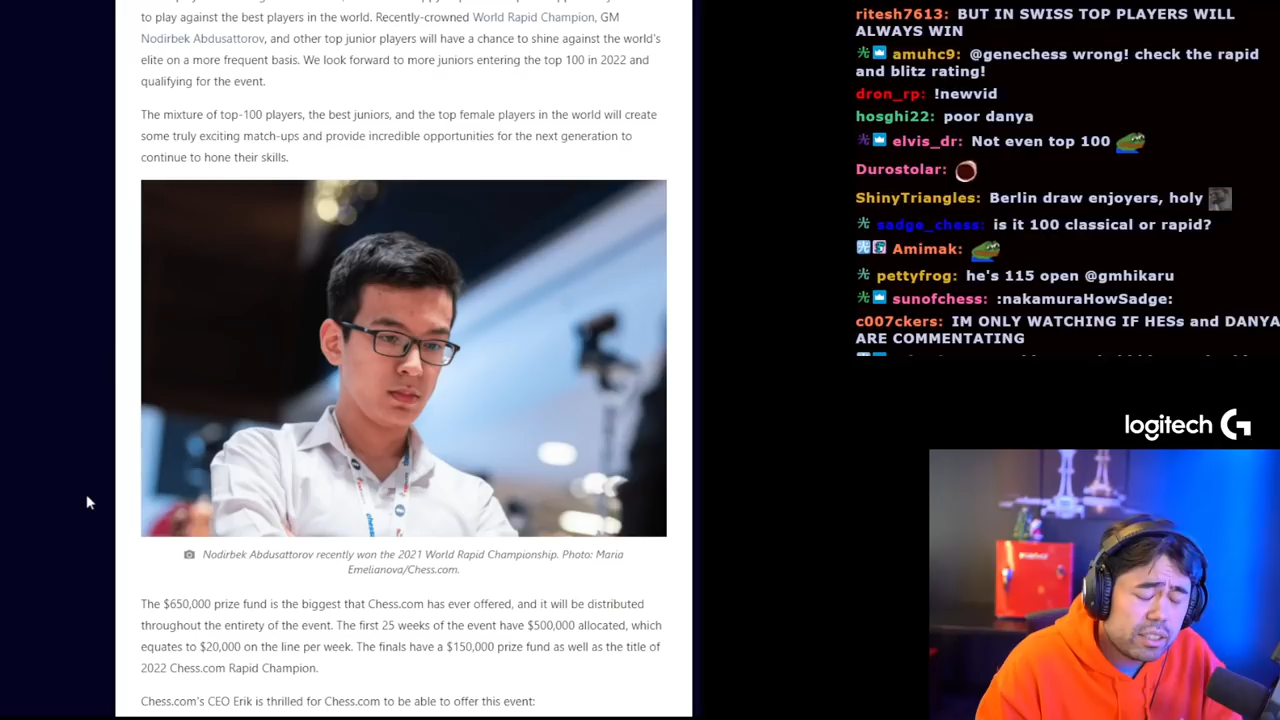 to play against the best players in the world. Recently-crowned World Rapid Champion, GM
Nodirbek Abdusattorov, and other top junior players will have a chance to shine against the world's
elite on a more frequent basis. We look forward to more juniors entering the top 100 in 2022 and
qualifying for the event.
The mixture of top-100 players, the best juniors, and the top female players in the world will create
some truly exciting match-ups and provide incredible opportunities for the next generation to
continue to hone their skills.
Nodirbek Abdusattorov recently won the 2021 World Rapid Championship. Photo: Maria
Emelianova/Chess.com.
The $650,000 prize fund is the biggest that Chess.com has ever offered, and it will be distributed
throughout the entirety of the event. The first 25 weeks of the event have $500,000 allocated, which
equates to $20,000 on the line per week. The finals have a $150,000 prize fund as well as the title of
2022 Chess.com Rapid Champion.
Chess.com's CEO Erik is thrilled for Chess.com to be able to offer this event:
ritesh7613: BUT IN SWISS TOP PLAYERS WILL
ALWAYS WIN
amuhc9: @genechess wrong! check the rapid
and blitz rating!
dron_rp: !newvid
hosghi22: poor danya
elvis_dr: Not even top 100
Durostolar:
ShinyTriangles: Berlin draw enjoyers, holy
sadge_chess: is it 100 classical or rapid?
Amimak:
pettyfrog: he's 115 open @gmhikaru
sunofchess: :nakamuraHowSadge:
c007ckers: IM ONLY WATCHING IF HESs and DANYA
ARE COMMENTATING
logitech G